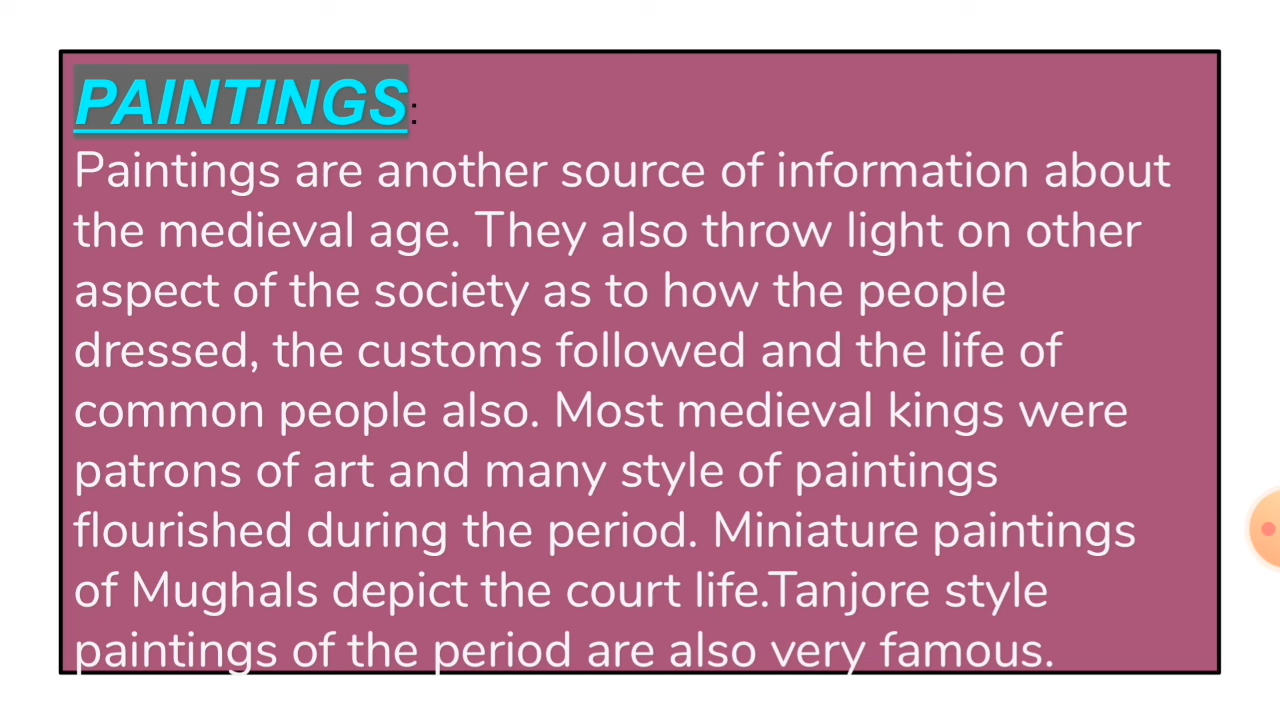 PAINTINGS:
Paintings are another source of information about
the medieval age. They also throw light on other
aspect of the society as to how the people
dressed, the customs followed and the life of
common people also. Most medieval kings were
patrons of art and many style of paintings
flourished during the period. Miniature paintings
of Mughals depict the court life.Tanjore style
paintings of the period are also very famous.